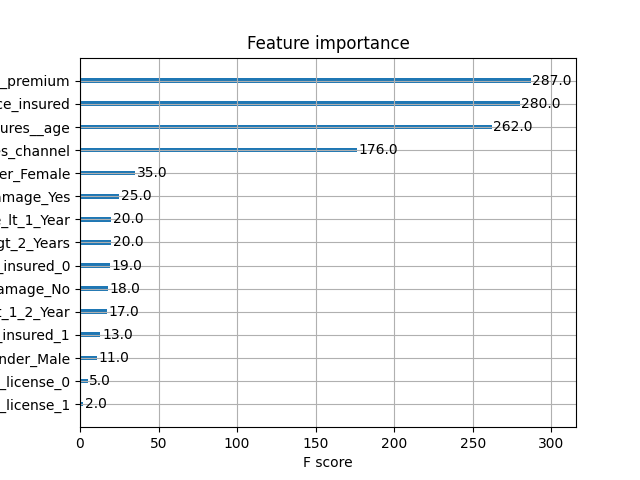 Feature importance
_premium 287.0
ce_insured 280.0
ures__age 262.0
s_channel 176.0
er_Female 35.0
amage_Yes 25.0
e_lt_1_Year 20.0
gt_2_Years 20.0
_insured_0 19.0
amage_No 18.0
t_1_2_Year 17.0
_insured_1 13.0
nder_Male 11.0
_license_0 5.0
_license_1 2.0
0 50 100 150 200 250 300
F score